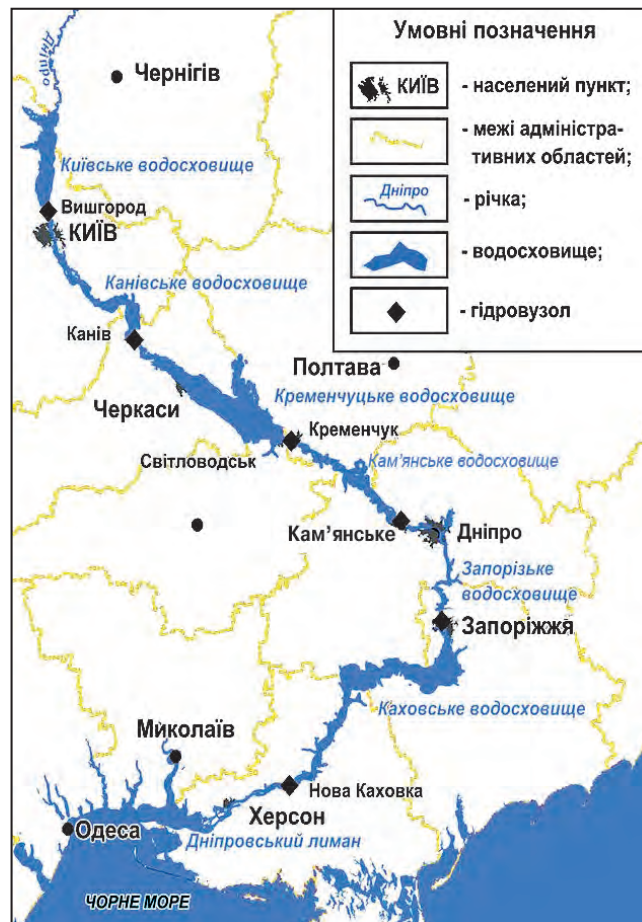 Дніпро
Чернігів
Київське водосховище
Вишгород
КИЇВ
Канівське водосховище
Канів
Полтава
Черкаси
Кременчуцьке водосховище
Кременчук
Світловодськ
Кам’янське водосховище
Кам’янське
Дніпро
Запорізьке
водосховище
Запоріжжя
Каховське водосховище
Миколаїв
Нова Каховка
Херсон
Одеса
Дніпровський лиман
ЧОРНЕ МОРЕ
Умовні позначення
КИЇВ
- населений пункт;
- межі адміністра-
тивних областей;
Дніпро
- річка;
- водосховище;
- гідровузол